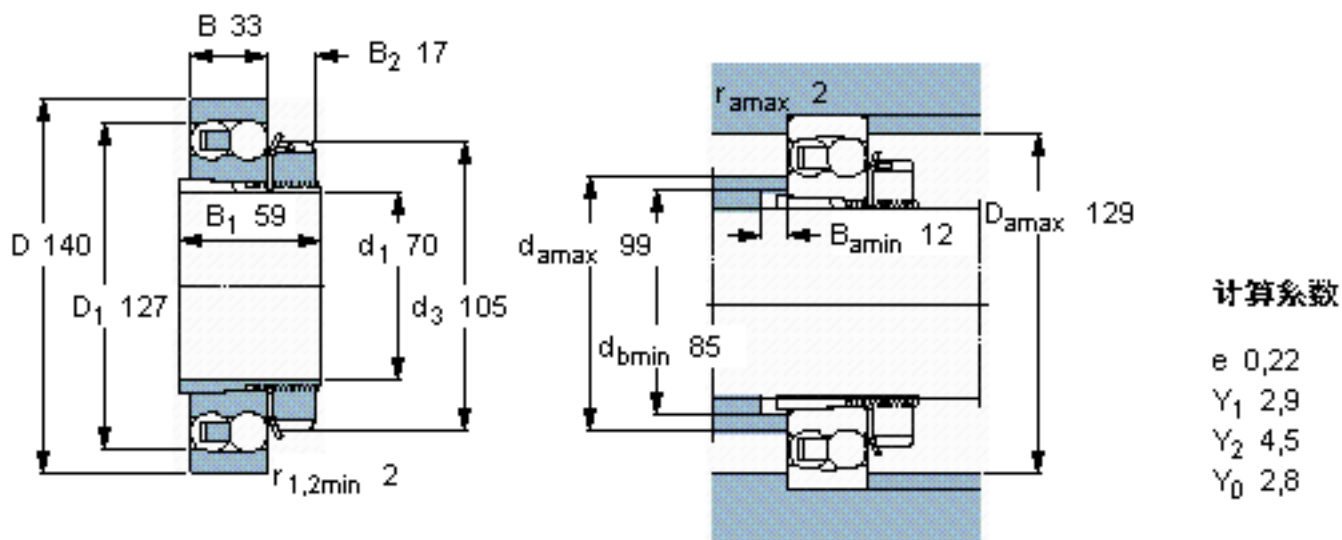 B 33
B₂ 17
B₁ 59
D 140
D₁ 127
d₁ 70
d₃ 105
r₁,₂min 2
rₐmax 2
dₐmax 99
Bₐmin 12
Dₐmax 129
d_bmin 85
计算系数
e 0,22
Y₁ 2,9
Y₂ 4,5
Y₀ 2,8